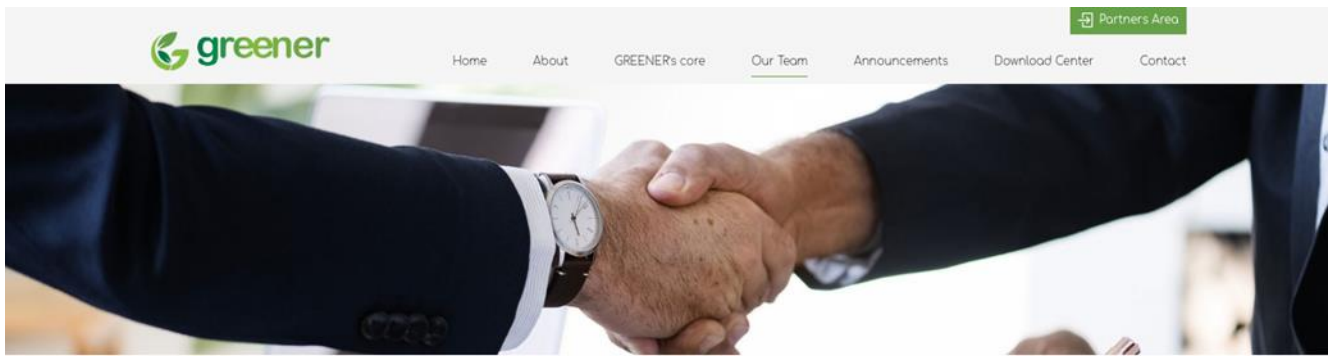 Partners Area
greener
Home About GREENER's core Our Team Announcements Download Center Contact